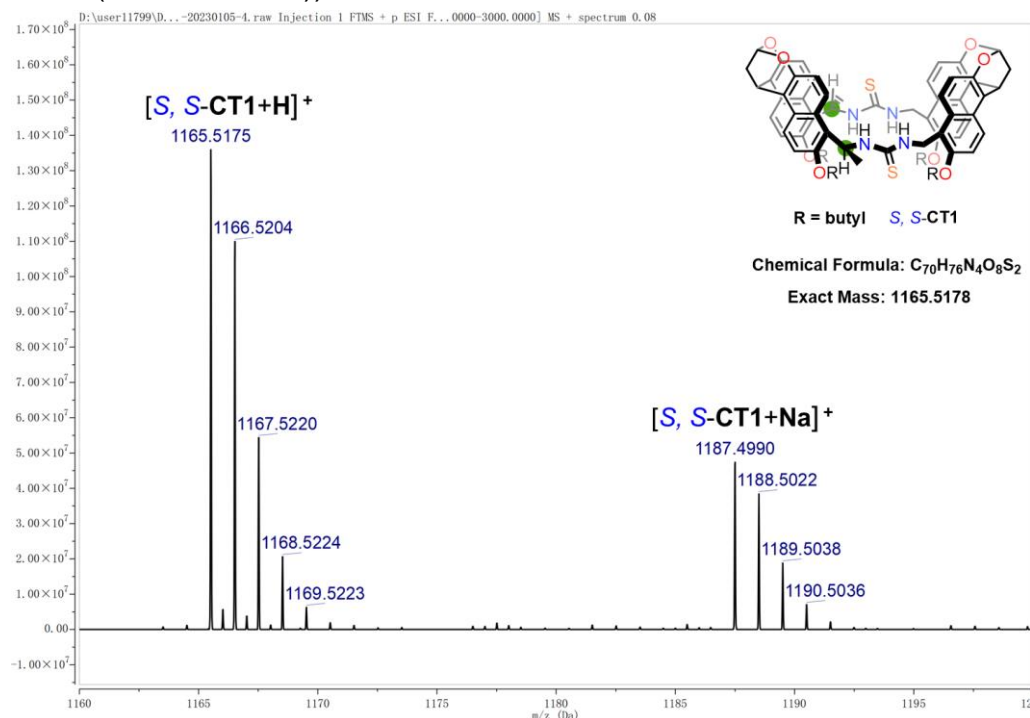 D:\user11799\D...-20230105-4.raw Injection 1 FTMS + p ESI F...0000-3000.0000] MS + spectrum 0.08
1.70×10⁸
1.60×10⁸
1.50×10⁸
1.40×10⁸
1.30×10⁸
1.20×10⁸
1.10×10⁸
1.00×10⁸
9.00×10⁷
8.00×10⁷
7.00×10⁷
6.00×10⁷
5.00×10⁷
4.00×10⁷
3.00×10⁷
2.00×10⁷
1.00×10⁷
0.00
-1.00×10⁷
[S, S-CT1+H]⁺
1165.5175
1166.5204
1167.5220
1168.5224
1169.5223
[S, S-CT1+Na]⁺
1187.4990
1188.5022
1189.5038
1190.5036
O O O O
H S
N N
H H
H H
N N
H S
OR OR RO RO
R = butyl S, S-CT1
Chemical Formula: C₇₀H₇₆N₄O₈S₂
Exact Mass: 1165.5178
1160 1165 1170 1175 1180 1185 1190 1195
m/z (Da)